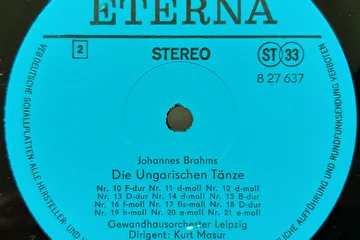 ETERNA
2
STEREO
ST 33
8 27 637
Johannes Brahms
Die Ungarischen Tänze
Nr. 10 F-dur Nr. 11 d-moll Nr. 12 d-moll
Nr. 13 D-dur Nr. 14 d-moll Nr. 15 B-dur
Nr. 16 f-moll Nr. 17 fis-moll Nr. 18 D-dur
Nr. 19 h-moll Nr. 20 e-moll Nr. 21 e-moll
Gewandhausorchester Leipzig
Dirigent: Kurt Masur
VEB DEUTSCHE SCHALLPLATTEN
ALLE HERSTELLER- UND
AUFFÜHRUNG UND RUNDFUNKSENDUNG VERBOTEN